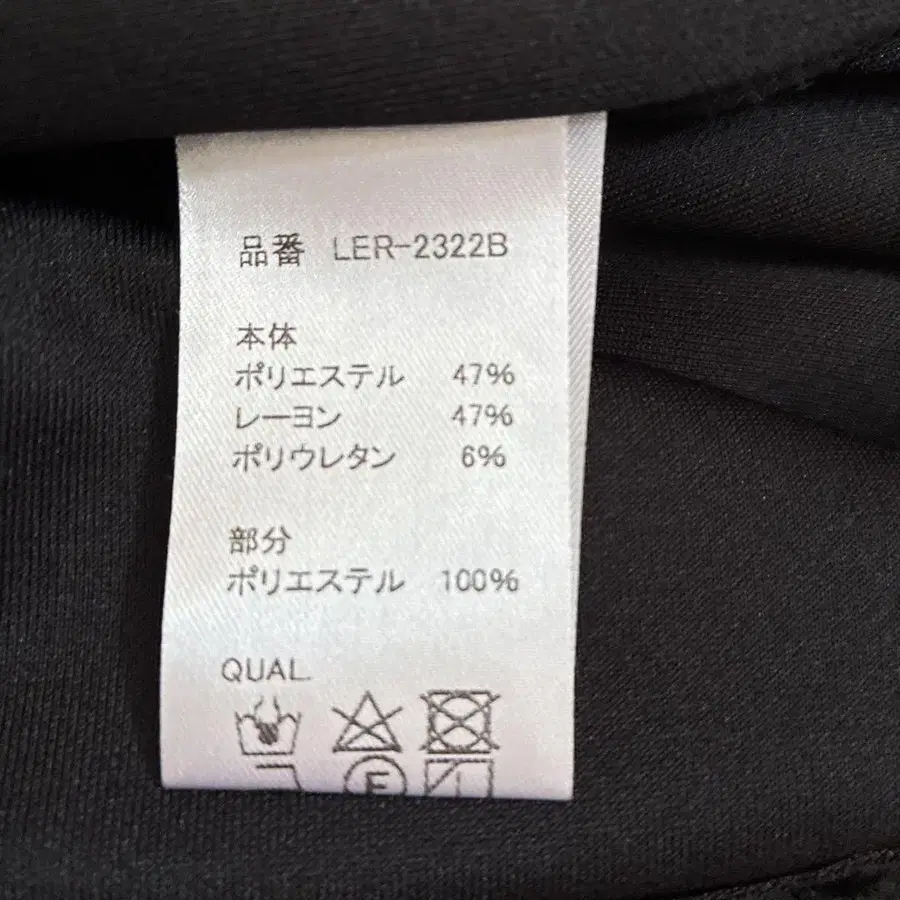 品番 LER-2322B
本体
ポリエステル 47%
レーヨン 47%
ポリウレタン 6%
部分
ポリエステル 100%
QUAL.
F